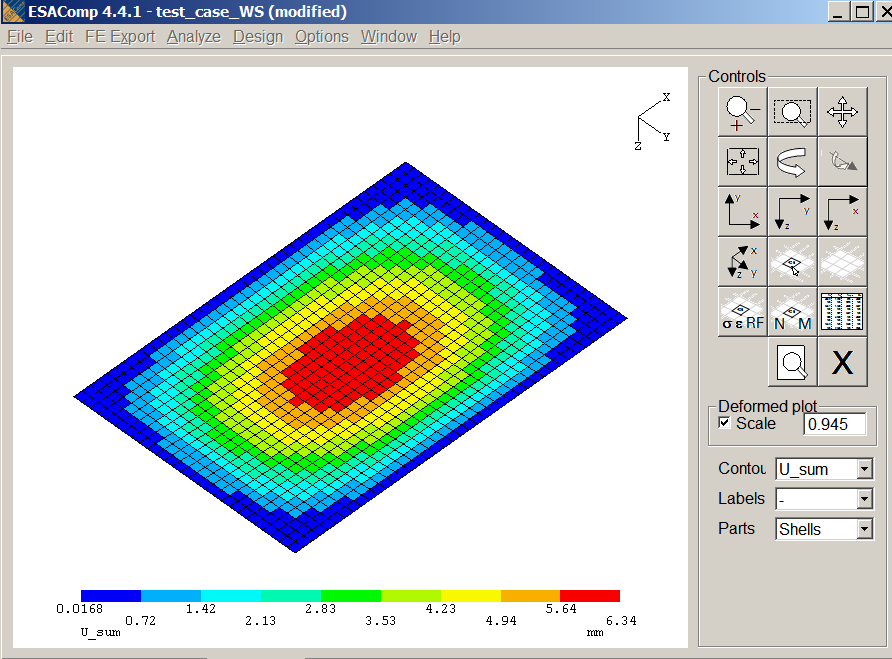 ESAComp 4.4.1 - test_case_WS (modified)
File Edit FE Export Analyze Design Options Window Help
Controls
X
Y
Z
y
x
y
z
x
z
x
z y
σ ε RF
N M
X
Deformed plot
Scale 0.945
Contou U_sum
Labels -
Parts Shells
0.0168 1.42 2.83 4.23 5.64
0.72 2.13 3.53 4.94 6.34
U_sum mm